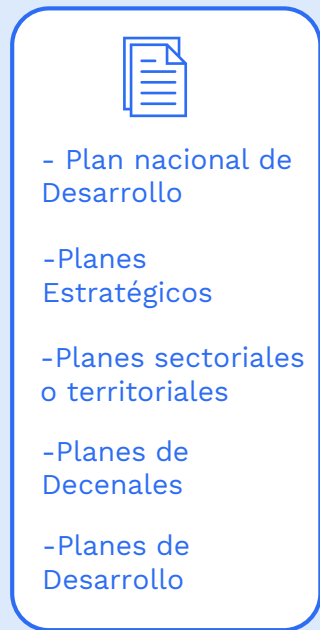 - Plan nacional de
Desarrollo
-Planes
Estratégicos
-Planes sectoriales
o territoriales
-Planes de
Decenales
-Planes de
Desarrollo